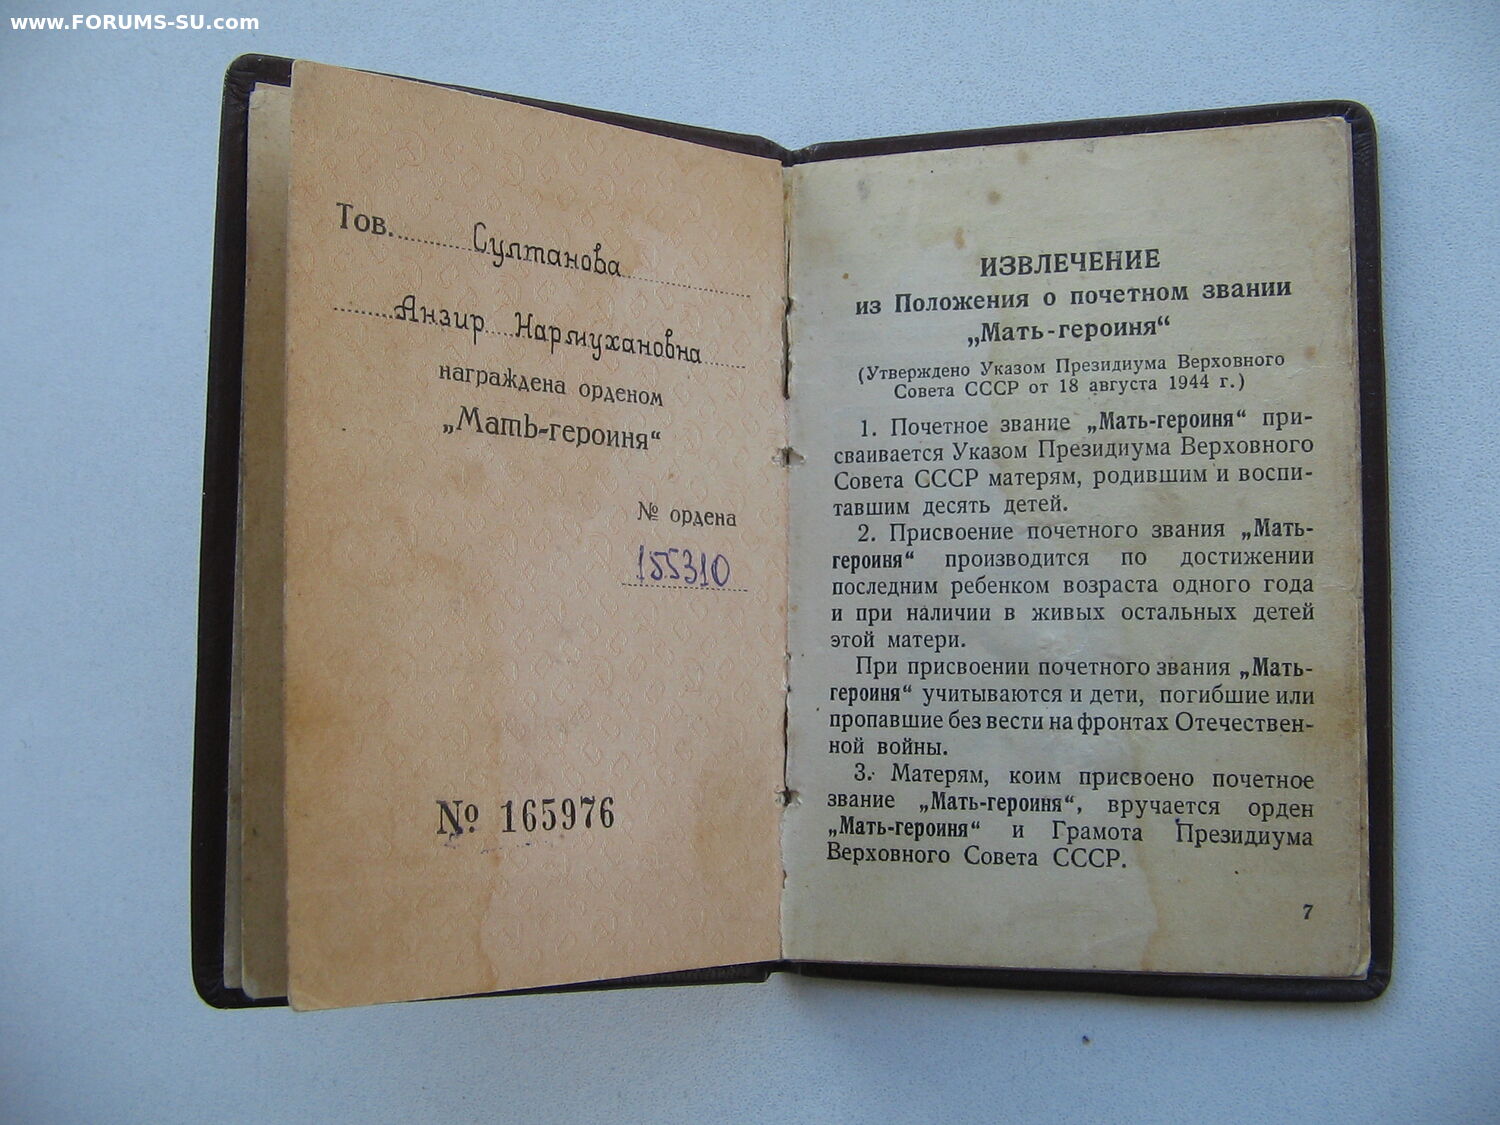 www.FORUMS-SU.com
Тов. Султанова
Анзир Нармухановна
награждена орденом
„Мать-героиня“
№ ордена
155310
№ 165976
ИЗВЛЕЧЕНИЕ
из Положения о почетном звании
„Мать-героиня“
(Утверждено Указом Президиума Верховного
Совета СССР от 18 августа 1944 г.)
1. Почетное звание „Мать-героиня“ при-
сваивается Указом Президиума Верховного
Совета СССР матерям, родившим и воспи-
тавшим десять детей.
2. Присвоение почетного звания „Мать-
героиня“ производится по достижении
последним ребенком возраста одного года
и при наличии в живых остальных детей
этой матери.
При присвоении почетного звания „Мать-
героиня“ учитываются и дети, погибшие или
пропавшие без вести на фронтах Отечествен-
ной войны.
3. Матерям, коим присвоено почетное
звание „Мать-героиня“, вручается орден
„Мать-героиня“ и Грамота Президиума
Верховного Совета СССР.
7